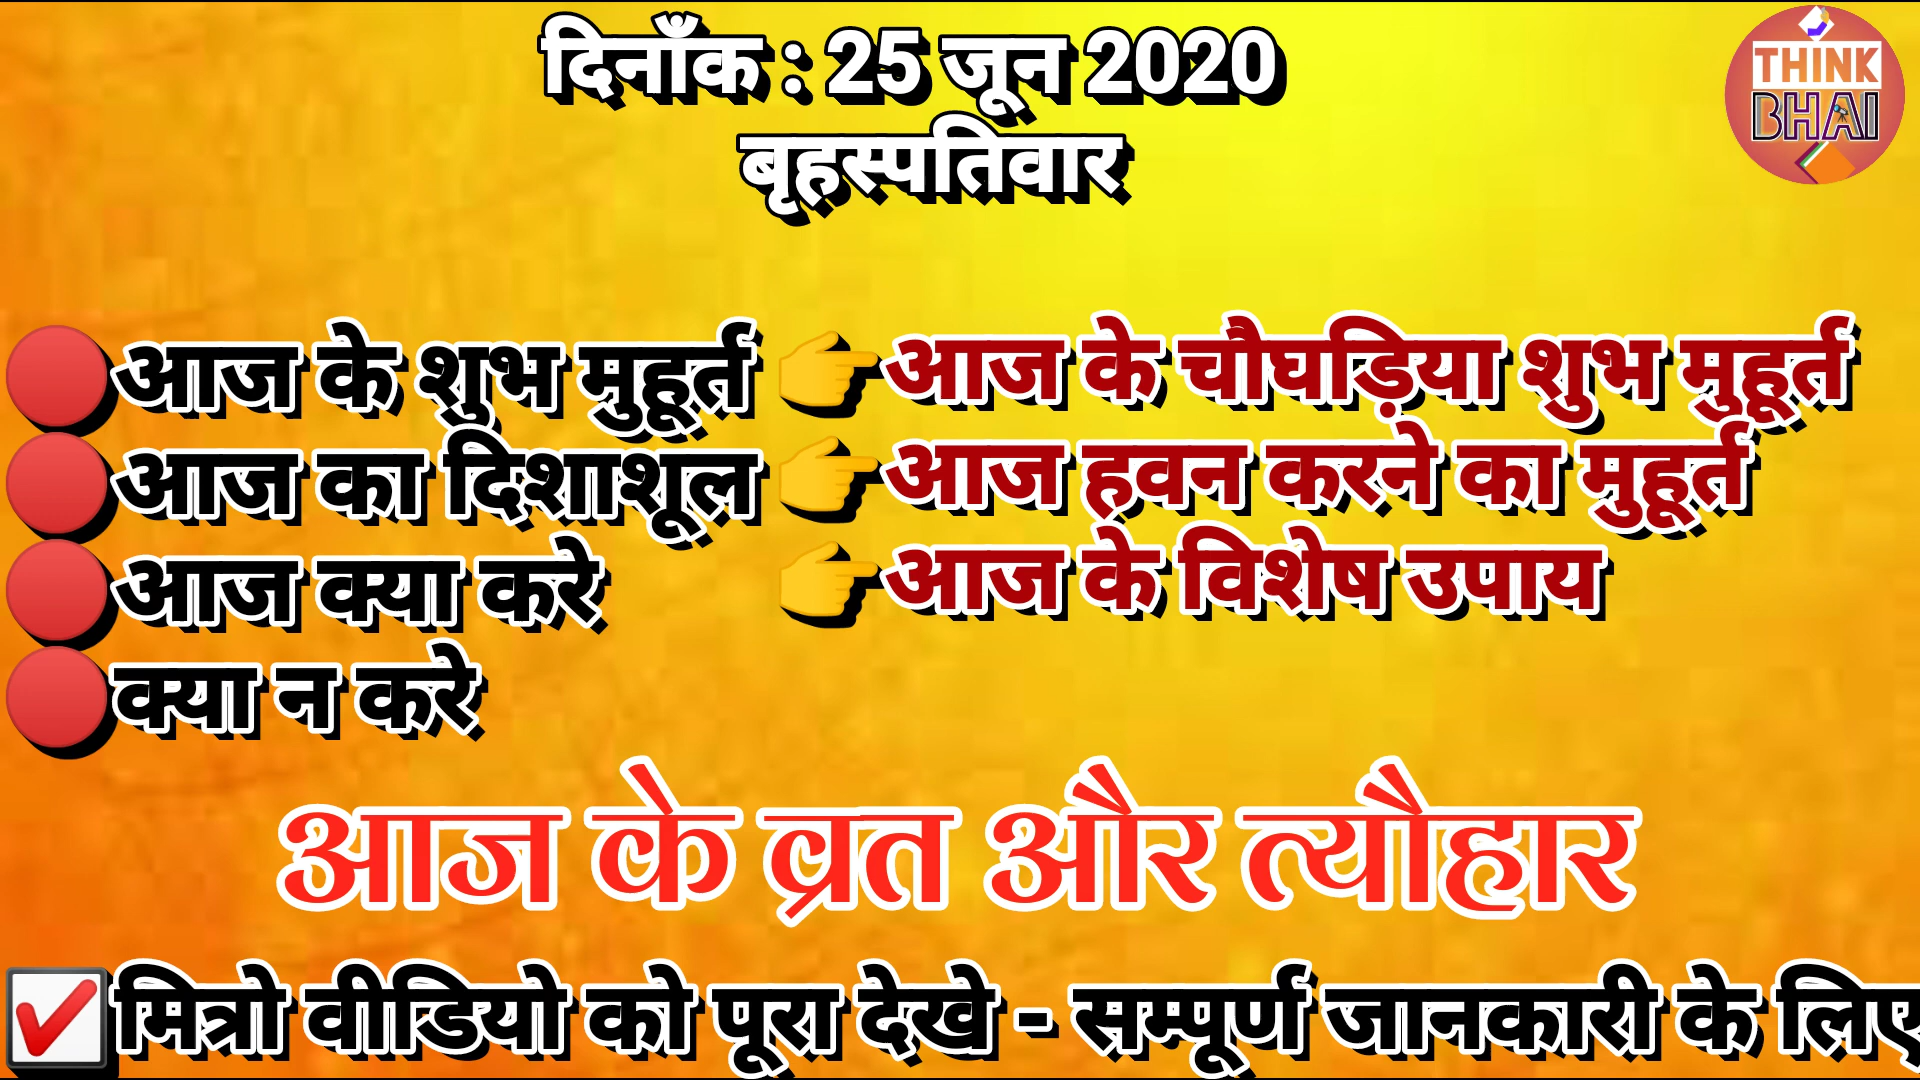 दिनाँक : 25 जून 2020
बृहस्पतिवार
THINK
BHAI
आज के शुभ मुहूर्त
आज का दिशाशूल
आज क्या करे
क्या न करे
आज के चौघड़िया शुभ मुहूर्त
आज हवन करने का मुहूर्त
आज के विशेष उपाय
आज के व्रत और त्यौहार
मित्रो वीडियो को पूरा देखे - सम्पूर्ण जानकारी के लिए